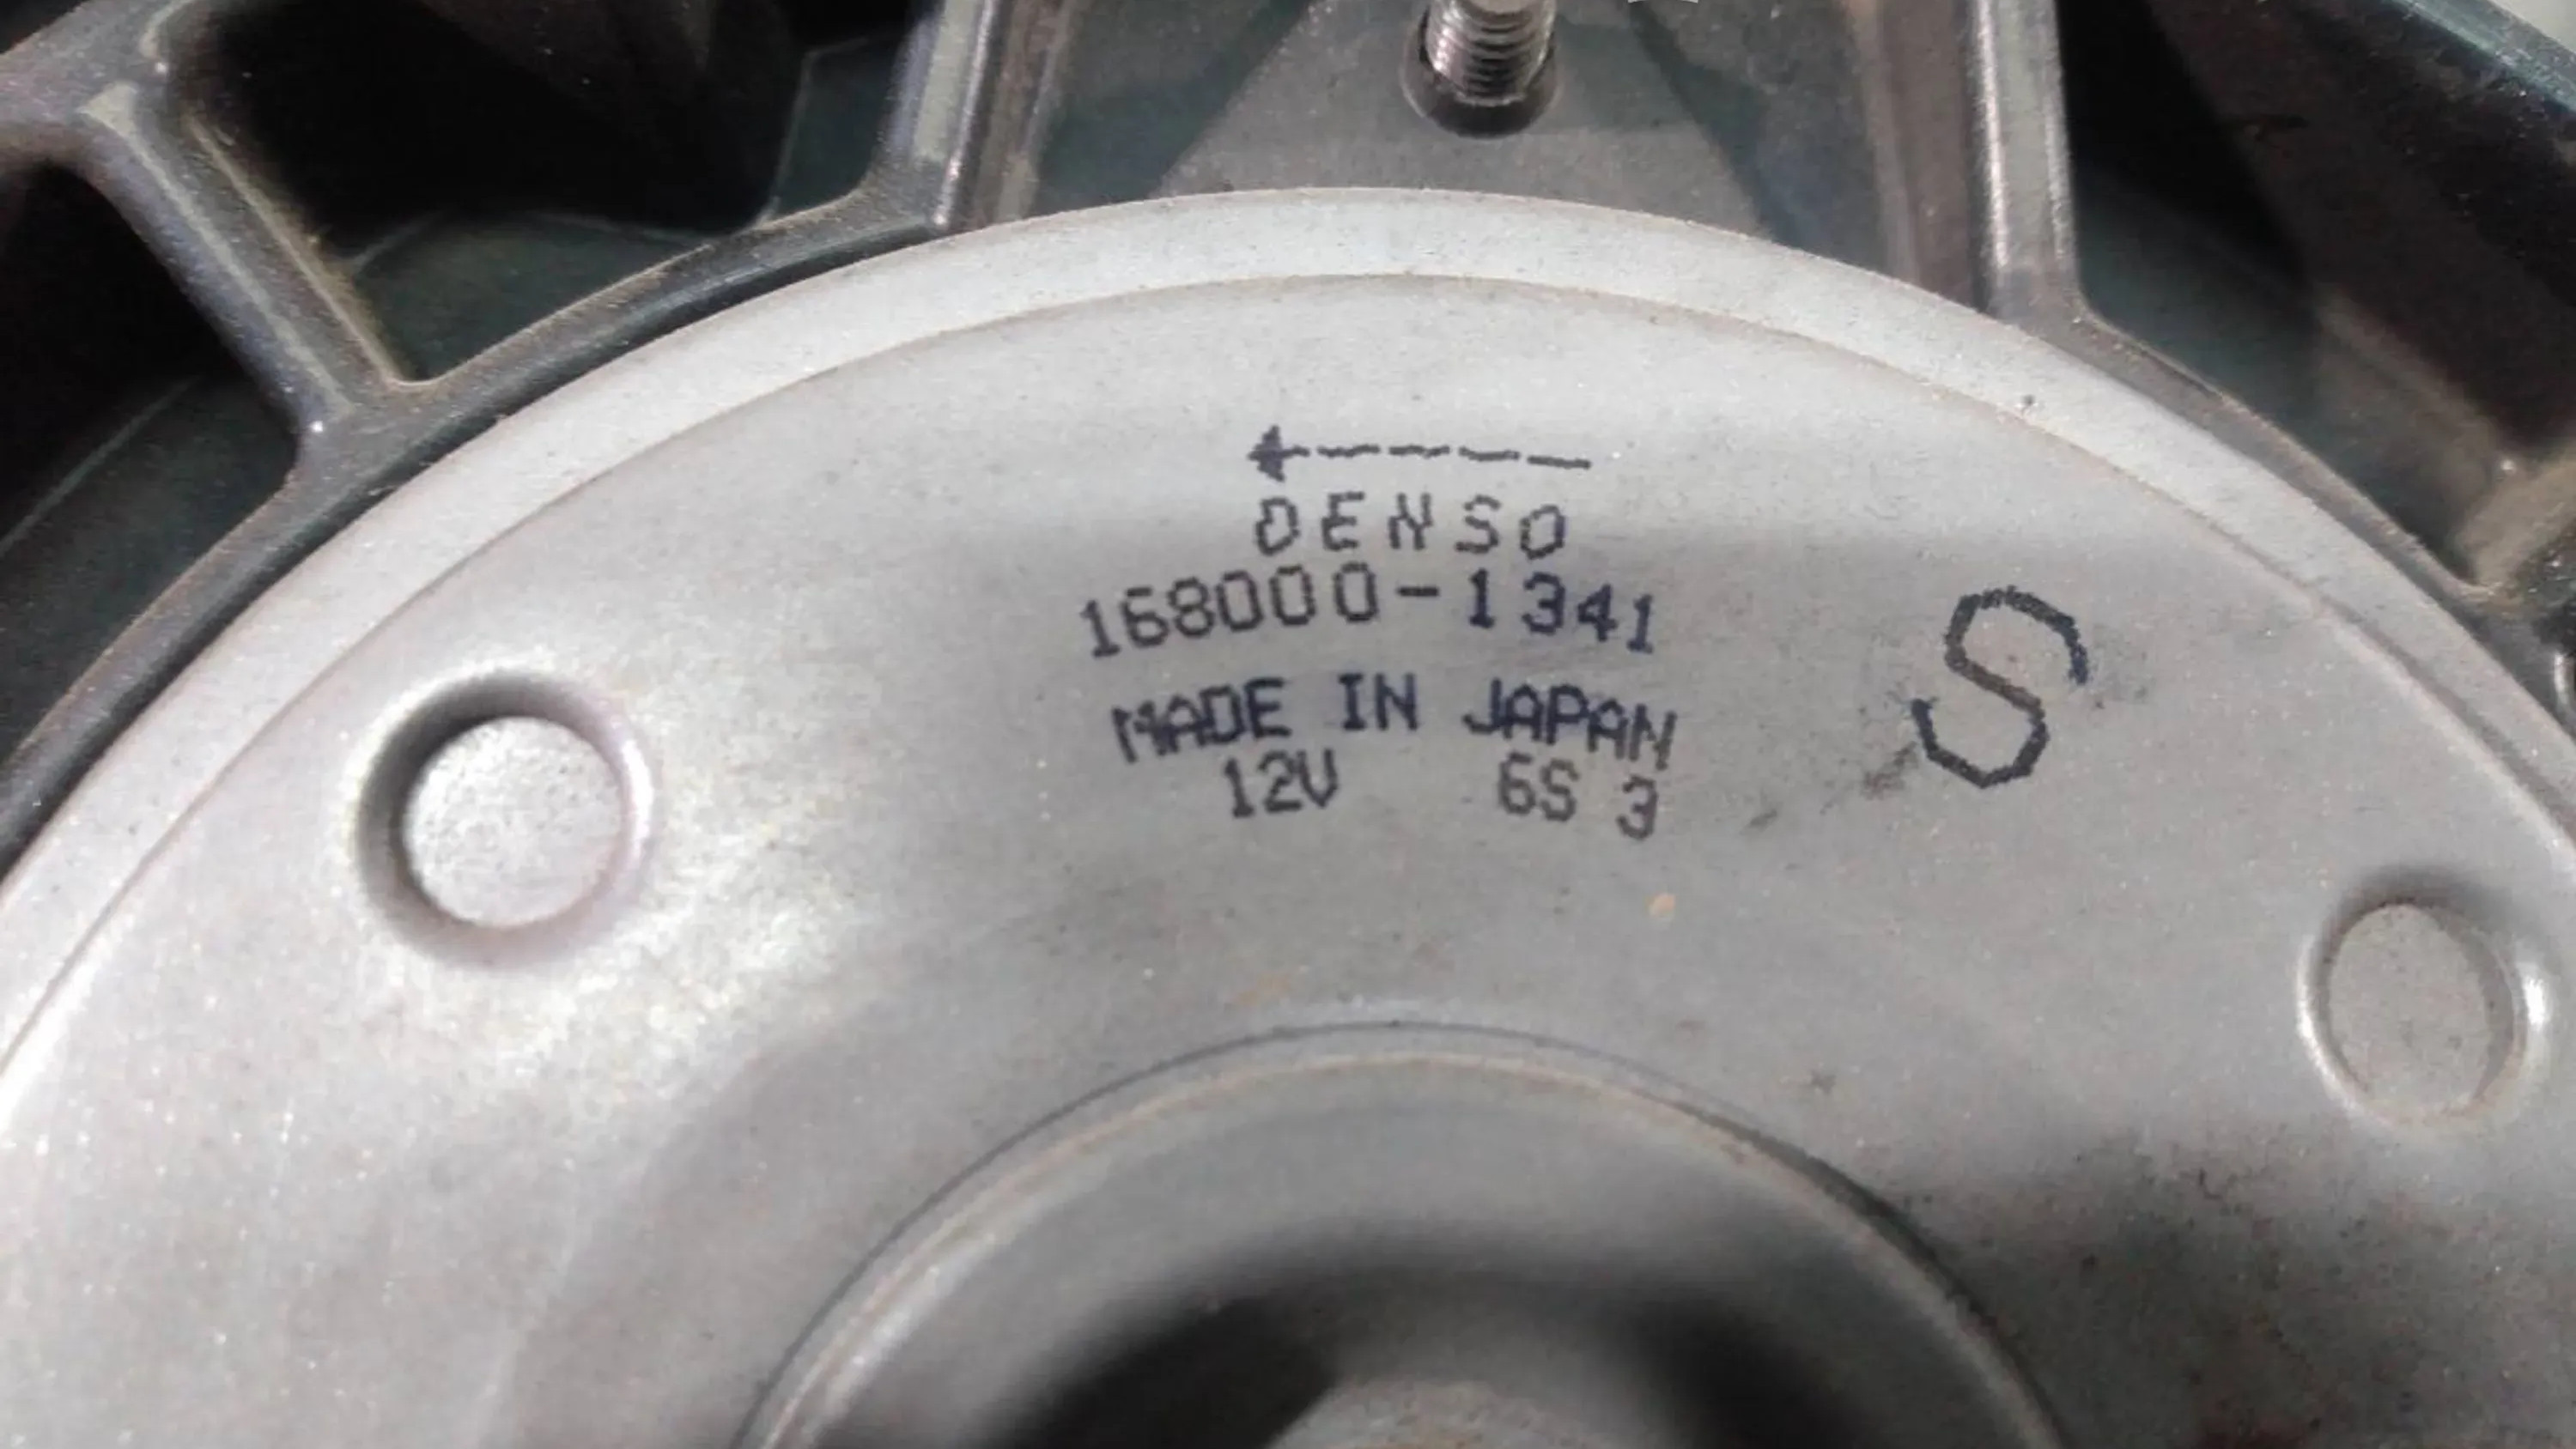 DENSO
168000-1341
MADE IN JAPAN
12V 6S 3
S